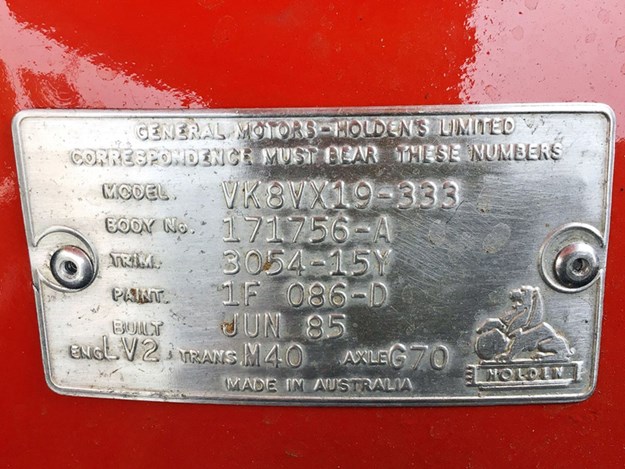 GENERAL MOTORS-HOLDEN'S LIMITED
CORRESPONDENCE MUST BEAR THESE NUMBERS
MODEL. VK8VX19-333
BODY No. 171756-A
TRIM. 3054-15Y
PAINT. 1F 086-D
BUILT JUN 85
ENG LV2 TRANS M40 AXLE G70
MADE IN AUSTRALIA
HOLDEN